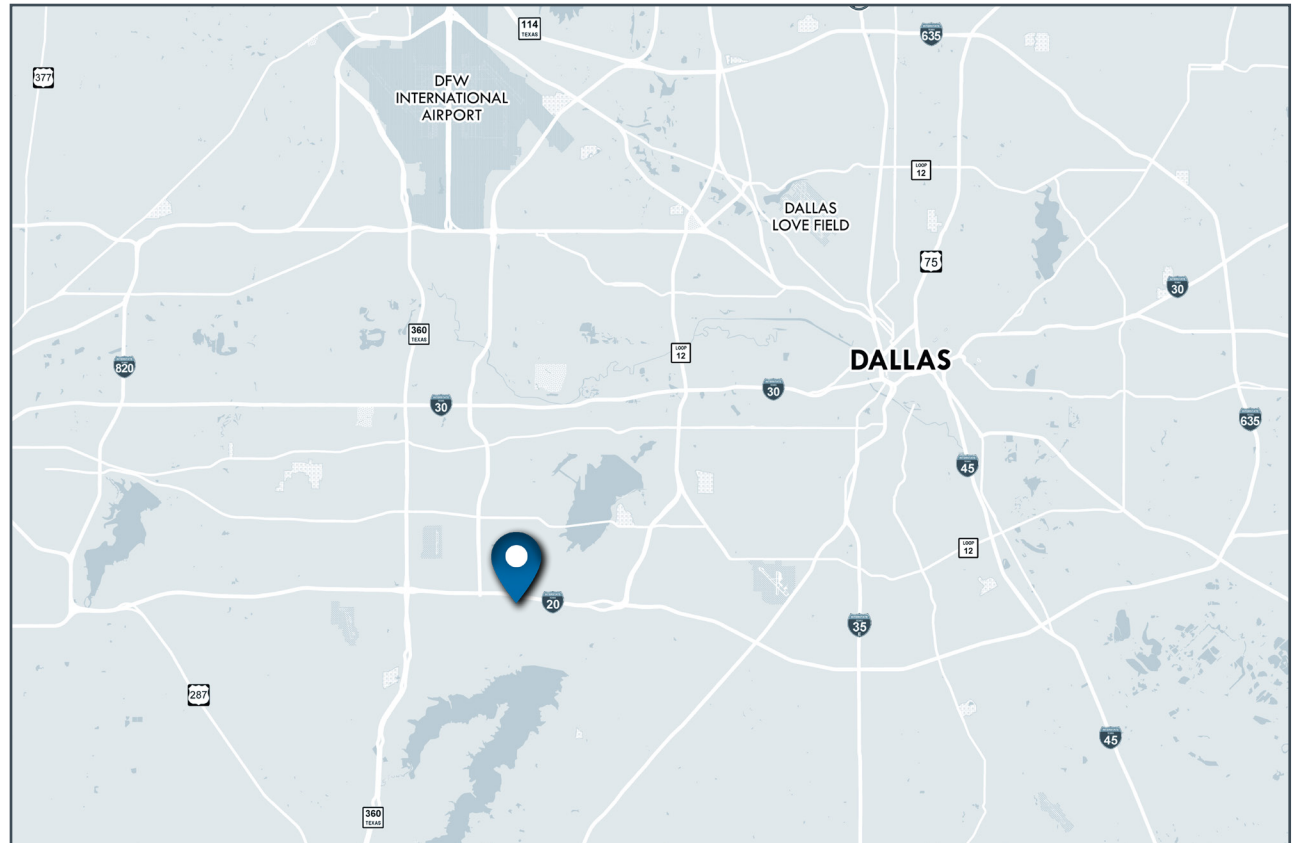 114
TEXAS
635
377
DFW
INTERNATIONAL
AIRPORT
LOOP
12
DALLAS
LOVE FIELD
75
30
360
TEXAS
LOOP
12
DALLAS
820
30
30
635
45
LOOP
12
20
35
E
287
45
360
TEXAS